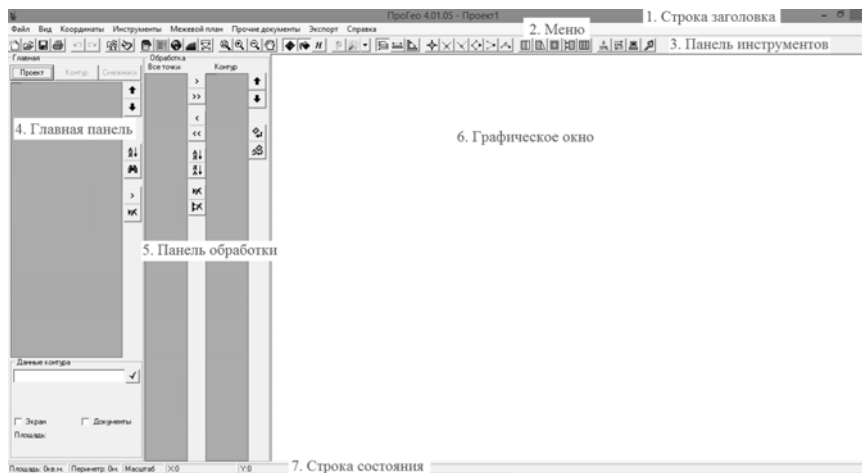 ПроГео 4.01.05 - Проект1
1. Строка заголовка
Файл Вид Координаты Инструменты Межевой план Прочие документы Экспорт Справка
2. Меню
3. Панель инструментов
Главная
Обработка
Проект Контур Снежинки
Все точки Контур
4. Главная панель
6. Графическое окно
5. Панель обработки
Данные контура
Экран Документы
Площадь:
Площадь: 0кв.м. Периметр: 0м. Масштаб X:0 Y:0
7. Строка состояния